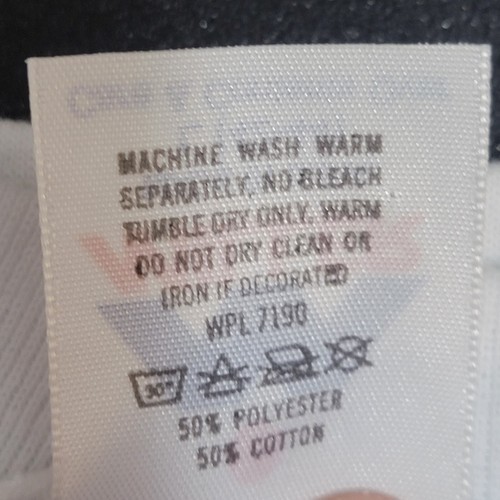 MACHINE WASH WARM
SEPARATELY, NO BLEACH
TUMBLE DRY ONLY, WARM
DO NOT DRY CLEAN OR
IRON IF DECORATED
WPL 7190
30°
50% POLYESTER
50% COTTON